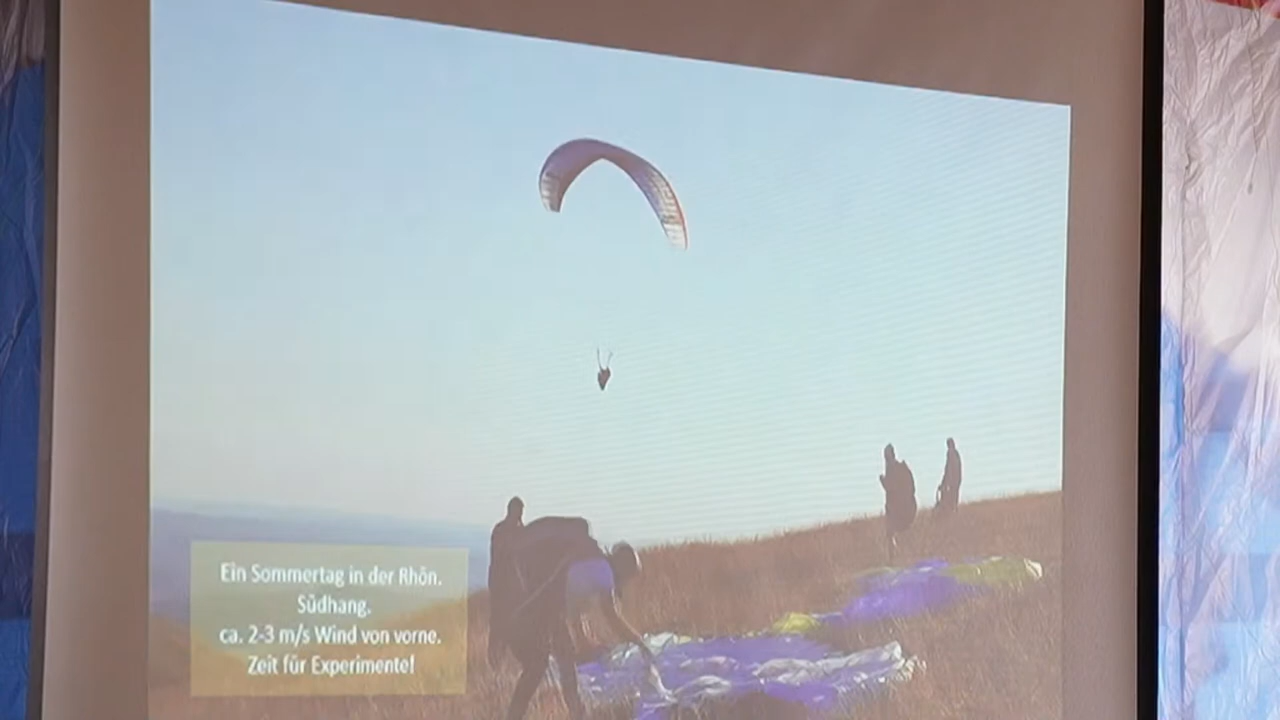 Ein Sommertag in der Rhön.
Südhang.
ca. 2-3 m/s Wind von vorne.
Zeit für Experimente!